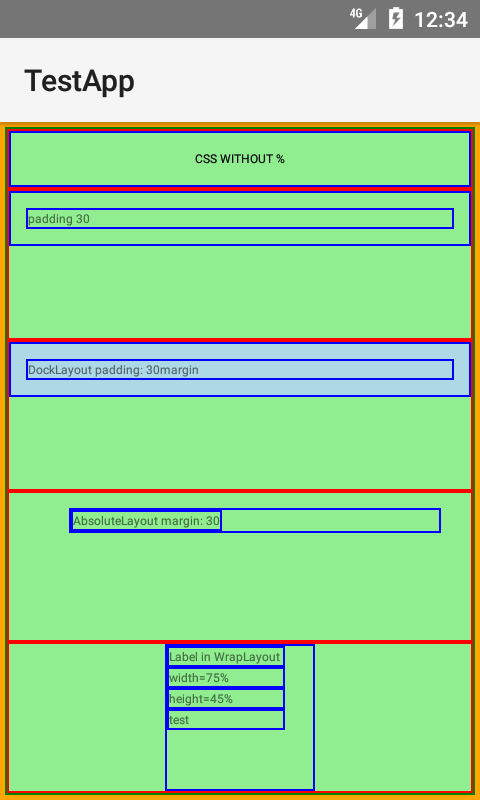 4G 12:34
TestApp
CSS WITHOUT %
padding 30
DockLayout padding: 30margin
AbsoluteLayout margin: 30
Label in WrapLayout
width=75%
height=45%
test